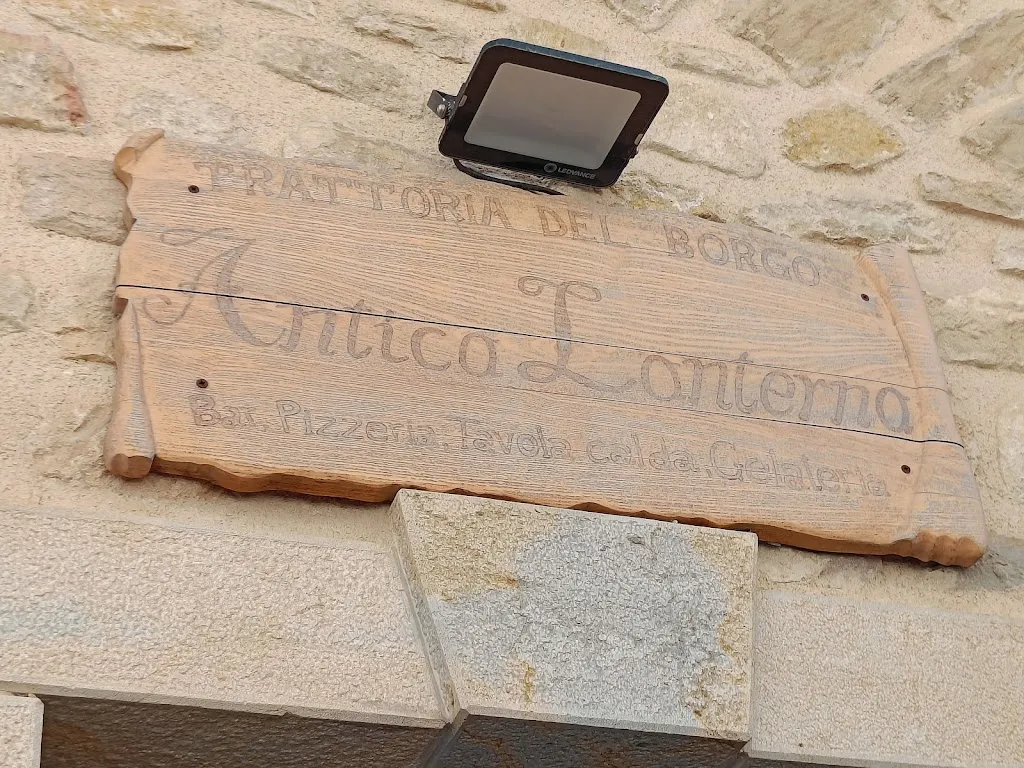 LEDVANCE
TRATTORIA DEL BORGO
Antica Lanterna
Bar, Pizzeria, Tavola calda, Gelateria